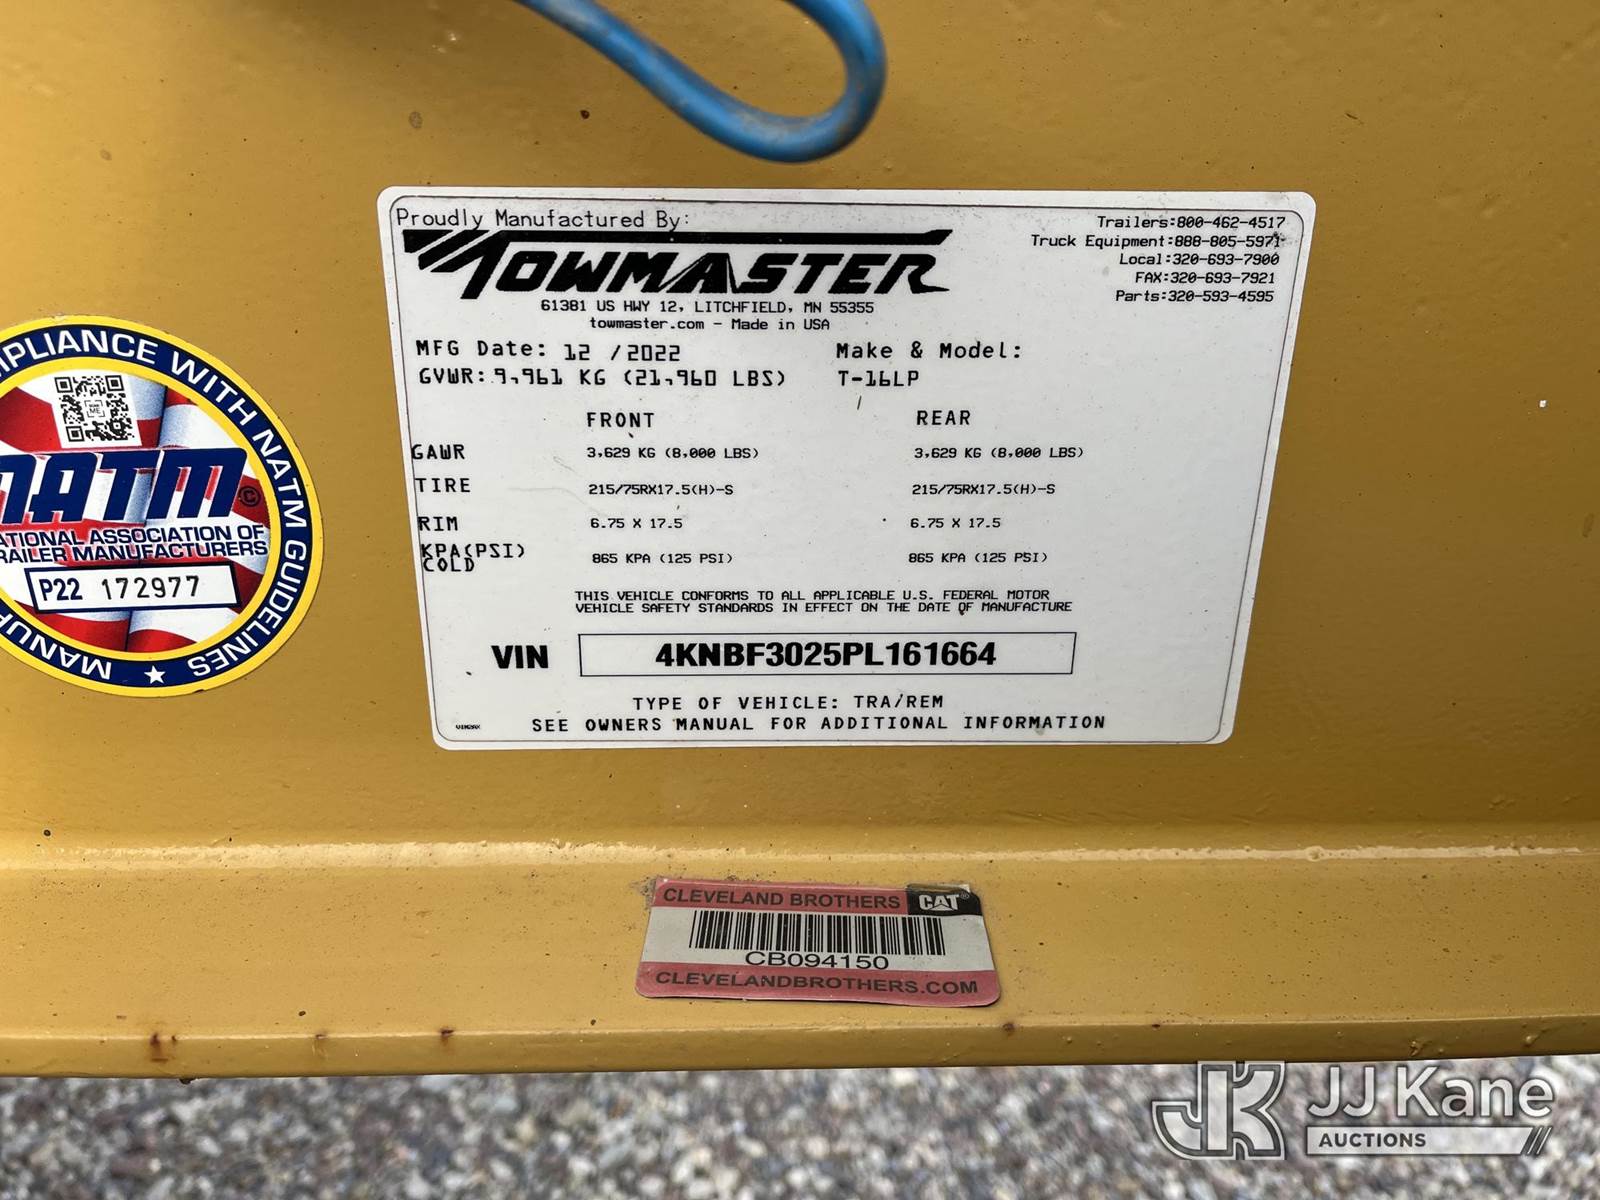 Proudly Manufactured By:
TOWMASTER
61381 US HWY 12, LITCHFIELD, MN 55355
towmaster.com - Made in USA
Trailers:800-462-4517
Truck Equipment:888-805-5971
Local:320-693-7900
FAX:320-693-7921
Parts:320-593-4595
MFG Date: 12 /2022
Make & Model:
GVWR: 9,961 KG (21,960 LBS)
T-16LP
FRONT
REAR
GAWR
3,629 KG (8,000 LBS)
3,629 KG (8,000 LBS)
TIRE
215/75RX17.5(H)-S
215/75RX17.5(H)-S
RIM
6.75 X 17.5
6.75 X 17.5
KPA(PSI)
COLD
865 KPA (125 PSI)
865 KPA (125 PSI)
THIS VEHICLE CONFORMS TO ALL APPLICABLE U.S. FEDERAL MOTOR
VEHICLE SAFETY STANDARDS IN EFFECT ON THE DATE OF MANUFACTURE
VIN 4KNBF3025PL161664
TYPE OF VEHICLE: TRA/REM
SEE OWNERS MANUAL FOR ADDITIONAL INFORMATION
MPLIANCE WITH NATM GUIDELINES ★ MANUF
NATM ©
ATIONAL ASSOCIATION OF
RAILER MANUFACTURERS
P22 172977
CLEVELAND BROTHERS CAT®
CB094150
CLEVELANDBROTHERS.COM
JK JJ Kane
AUCTIONS